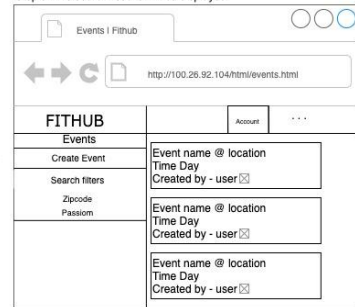 Events | Fithub
http://100.26.92.104/html/events.html
FITHUB
Account
...
Events
Create Event
Search filters
Zipcode
Passiom
Event name @ location
Time Day
Created by - user
Event name @ location
Time Day
Created by - user
Event name @ location
Time Day
Created by - user